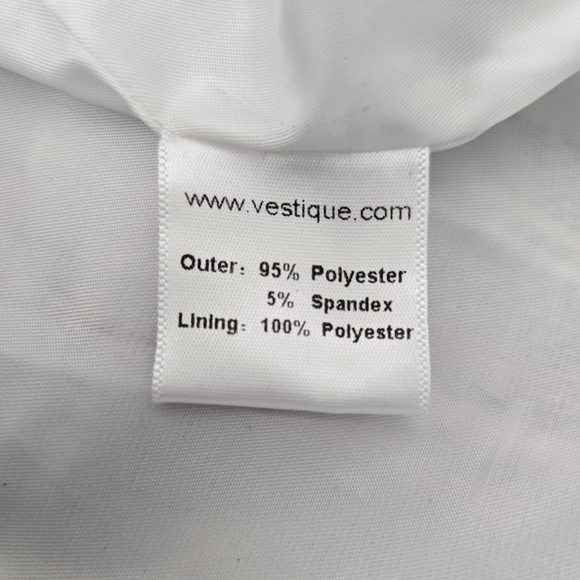 www.vestique.com
Outer: 95% Polyester
5% Spandex
Lining: 100% Polyester